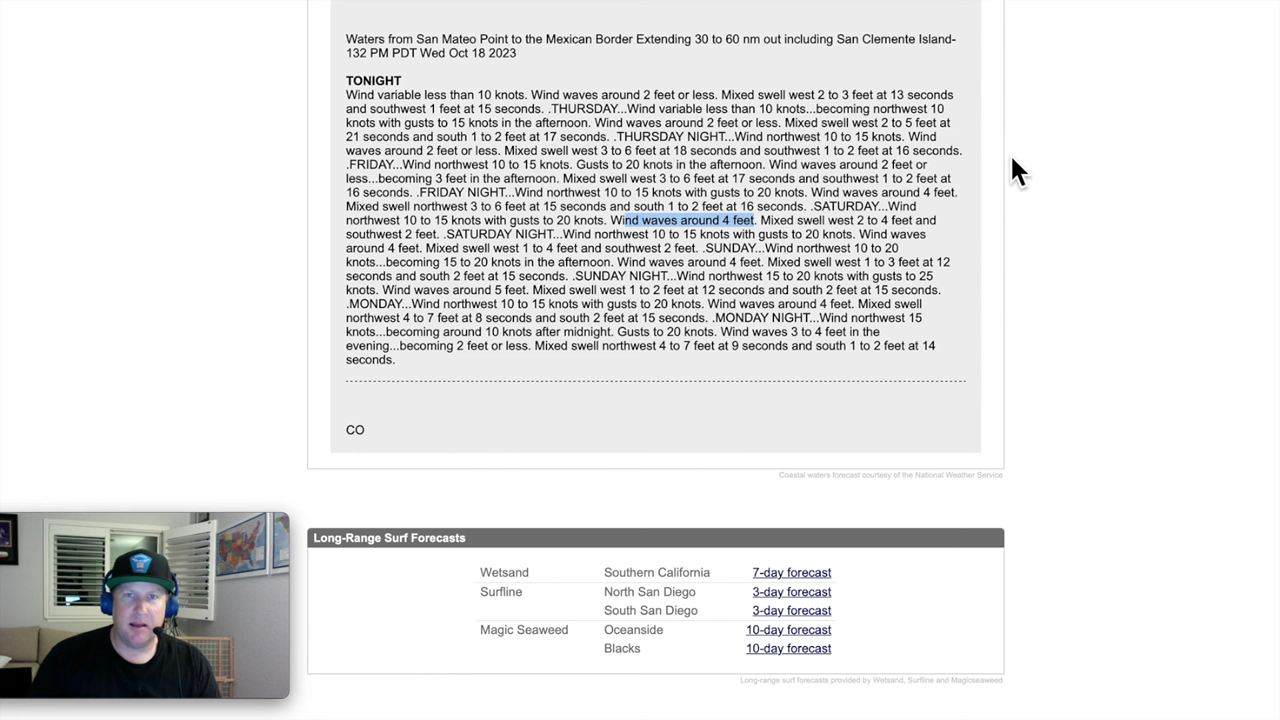 Waters from San Mateo Point to the Mexican Border Extending 30 to 60 nm out including San Clemente Island-
132 PM PDT Wed Oct 18 2023
TONIGHT
Wind variable less than 10 knots. Wind waves around 2 feet or less. Mixed swell west 2 to 3 feet at 13 seconds
and southwest 1 feet at 15 seconds. .THURSDAY...Wind variable less than 10 knots...becoming northwest 10
knots with gusts to 15 knots in the afternoon. Wind waves around 2 feet or less. Mixed swell west 2 to 5 feet at
21 seconds and south 1 to 2 feet at 17 seconds. .THURSDAY NIGHT...Wind northwest 10 to 15 knots. Wind
waves around 2 feet or less. Mixed swell west 3 to 6 feet at 18 seconds and southwest 1 to 2 feet at 16 seconds.
.FRIDAY...Wind northwest 10 to 15 knots. Gusts to 20 knots in the afternoon. Wind waves around 2 feet or
less...becoming 3 feet in the afternoon. Mixed swell west 3 to 6 feet at 17 seconds and southwest 1 to 2 feet at
16 seconds. .FRIDAY NIGHT...Wind northwest 10 to 15 knots with gusts to 20 knots. Wind waves around 4 feet.
Mixed swell northwest 3 to 6 feet at 15 seconds and south 1 to 2 feet at 16 seconds. .SATURDAY...Wind
northwest 10 to 15 knots with gusts to 20 knots. Wind waves around 4 feet. Mixed swell west 2 to 4 feet and
southwest 2 feet. .SATURDAY NIGHT...Wind northwest 10 to 15 knots with gusts to 20 knots. Wind waves
around 4 feet. Mixed swell west 1 to 4 feet and southwest 2 feet. .SUNDAY...Wind northwest 10 to 20
knots...becoming 15 to 20 knots in the afternoon. Wind waves around 4 feet. Mixed swell west 1 to 3 feet at 12
seconds and south 2 feet at 15 seconds. .SUNDAY NIGHT...Wind northwest 15 to 20 knots with gusts to 25
knots. Wind waves around 5 feet. Mixed swell west 1 to 2 feet at 12 seconds and south 2 feet at 15 seconds.
.MONDAY...Wind northwest 10 to 15 knots with gusts to 20 knots. Wind waves around 4 feet. Mixed swell
northwest 4 to 7 feet at 8 seconds and south 2 feet at 15 seconds. .MONDAY NIGHT...Wind northwest 15
knots...becoming around 10 knots after midnight. Gusts to 20 knots. Wind waves 3 to 4 feet in the
evening...becoming 2 feet or less. Mixed swell northwest 4 to 7 feet at 9 seconds and south 1 to 2 feet at 14
seconds.
CO
Coastal waters forecast courtesy of the National Weather Service
Long-Range Surf Forecasts
Wetsand Southern California 7-day forecast
Surfline North San Diego 3-day forecast
South San Diego 3-day forecast
Magic Seaweed Oceanside 10-day forecast
Blacks 10-day forecast
Long-range surf forecasts provided by Wetsand, Surfline and Magicseaweed